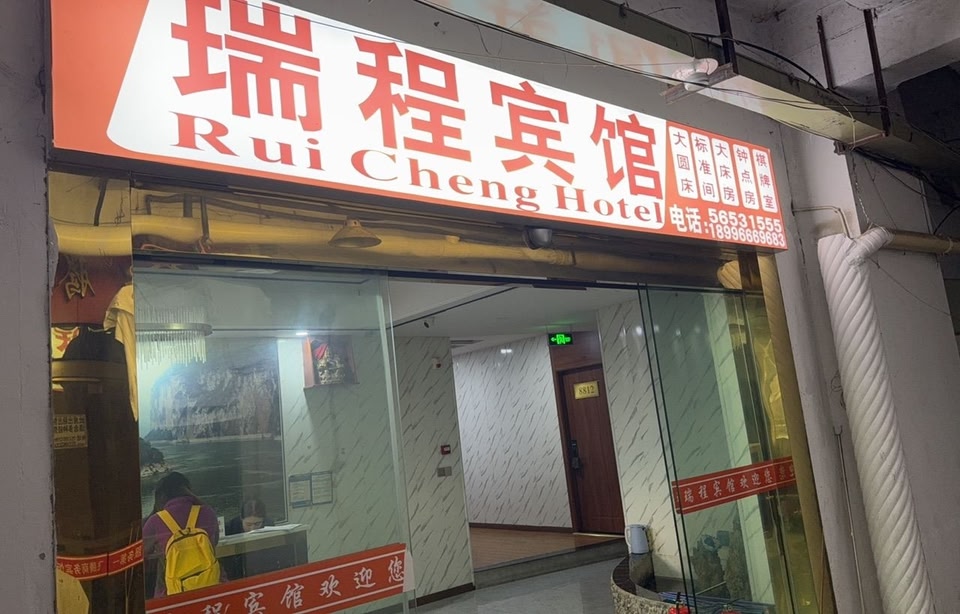 瑞程宾馆
Rui Cheng Hotel
大圆床
标准间
大床房
钟点房
棋牌室
电话:56531555
18996669683
8812
瑞程宾馆欢迎您
程宾馆欢迎您